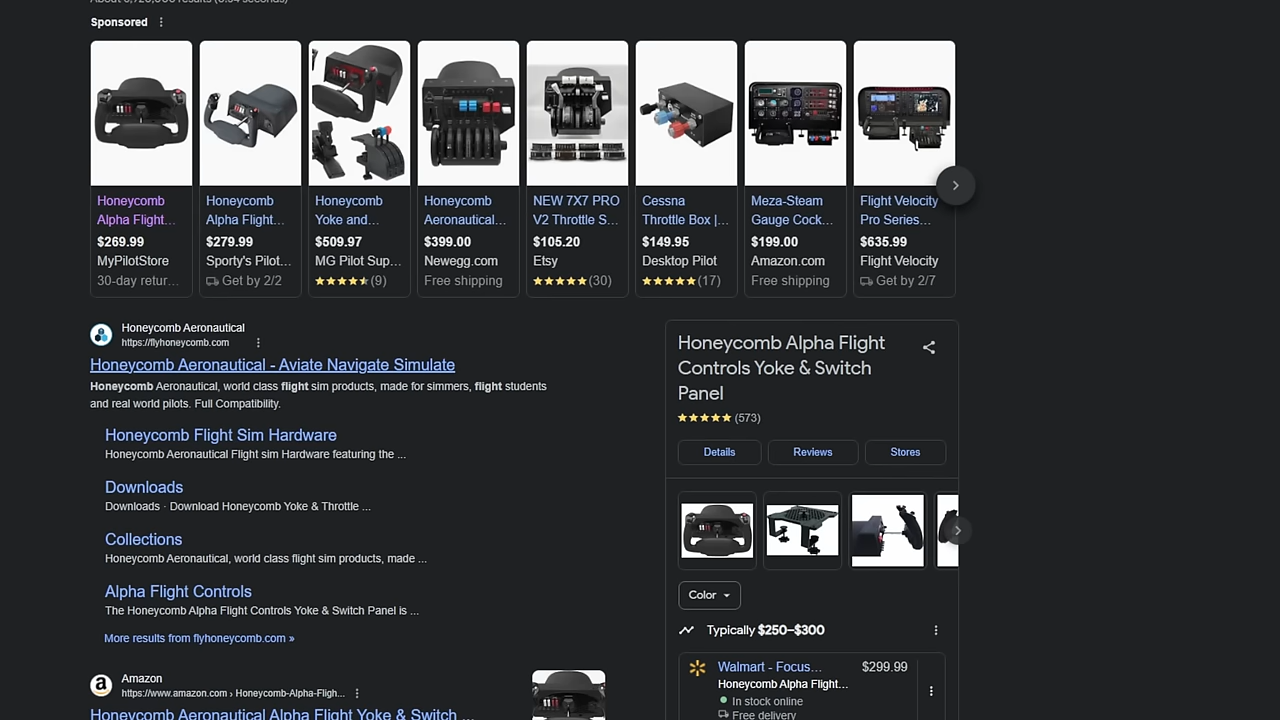 Sponsored
Honeycomb
Alpha Flight...
$269.99
MyPilotStore
30-day retur...
Honeycomb
Alpha Flight...
$279.99
Sporty's Pilot...
Get by 2/2
Honeycomb
Yoke and...
$509.97
MG Pilot Sup...
(9)
Honeycomb
Aeronautical...
$399.00
Newegg.com
Free shipping
NEW 7X7 PRO
V2 Throttle S...
$105.20
Etsy
(30)
Cessna
Throttle Box |...
$149.95
Desktop Pilot
(17)
Meza-Steam
Gauge Cock...
$199.00
Amazon.com
Free shipping
Flight Velocity
Pro Series...
$635.99
Flight Velocity
Get by 2/7
Honeycomb Aeronautical
https://flyhoneycomb.com
Honeycomb Aeronautical - Aviate Navigate Simulate
Honeycomb Aeronautical, world class flight sim products, made for simmers, flight students
and real world pilots. Full Compatibility.
Honeycomb Flight Sim Hardware
Honeycomb Aeronautical Flight sim Hardware featuring the ...
Downloads
Downloads · Download Honeycomb Yoke & Throttle ...
Collections
Honeycomb Aeronautical, world class flight sim products, made ...
Alpha Flight Controls
The Honeycomb Alpha Flight Controls Yoke & Switch Panel is ...
More results from flyhoneycomb.com »
Amazon
https://www.amazon.com › Honeycomb-Alpha-Fligh...
Honeycomb Aeronautical Alpha Flight Yoke & Switch ...
Honeycomb Alpha Flight
Controls Yoke & Switch
Panel
(573)
Details
Reviews
Stores
Color
Typically $250–$300
Walmart - Focus...
$299.99
Honeycomb Alpha Flight...
In stock online
Free delivery